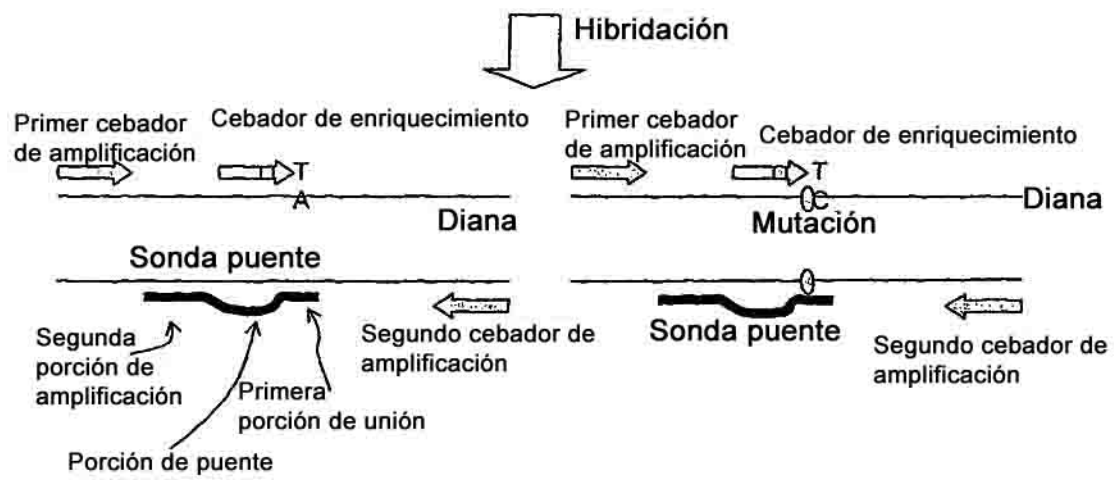 Hibridación
Primer cebador
de amplificación
Cebador de enriquecimiento
T
A
Diana
Sonda puente
Segunda
porción de
amplificación
Primera
porción de unión
Porción de puente
Segundo cebador de
amplificación
Primer cebador
de amplificación
Cebador de enriquecimiento
T
C
Diana
Mutación
Sonda puente
Segundo cebador de
amplificación